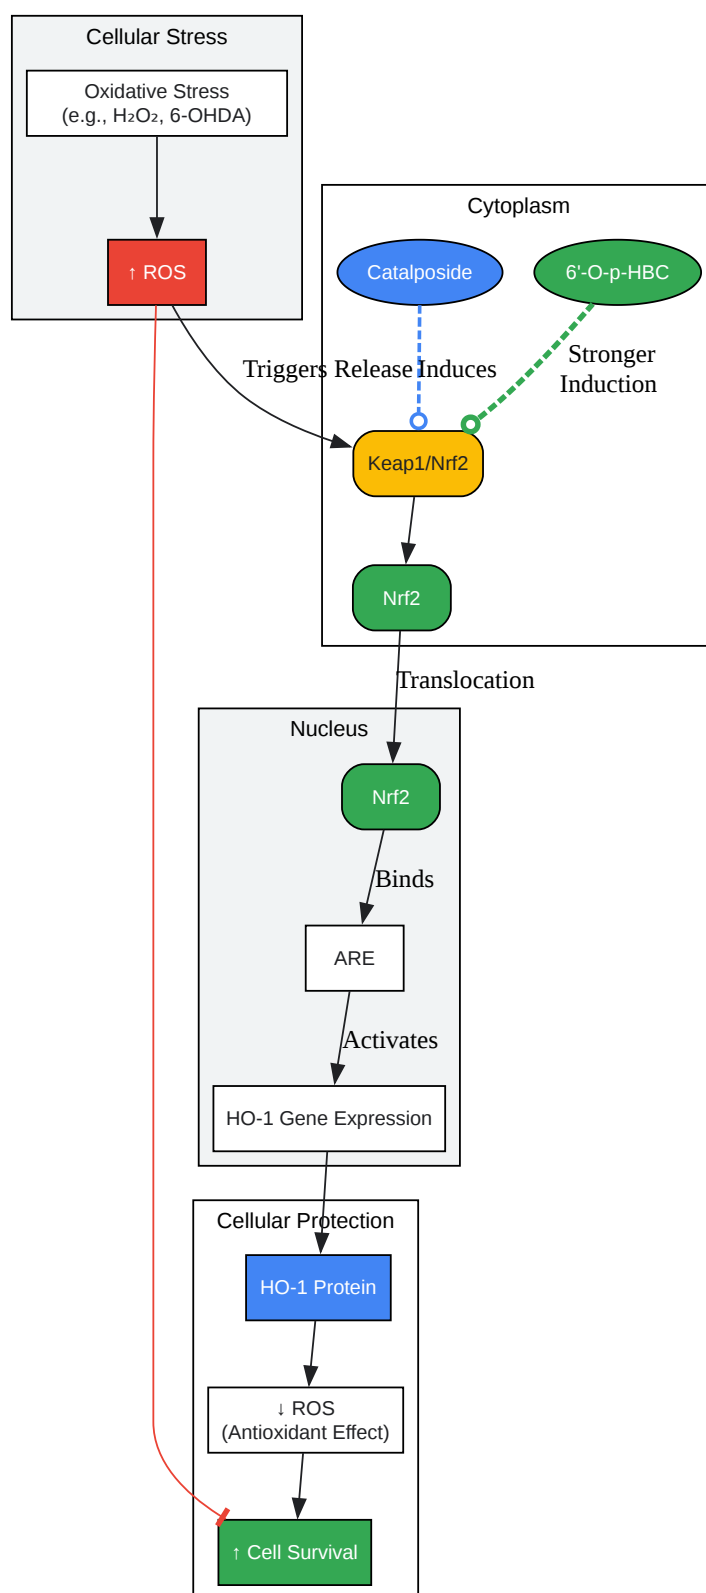 Cellular Stress
Oxidative Stress
(e.g., H₂O₂, 6-OHDA)
↑ ROS
Cytoplasm
Catalposide
6'-O-p-HBC
Triggers Release
Induces
Stronger
Induction
Keap1/Nrf2
Nrf2
Translocation
Nucleus
Nrf2
Binds
ARE
Activates
HO-1 Gene Expression
Cellular Protection
HO-1 Protein
↓ ROS
(Antioxidant Effect)
↑ Cell Survival